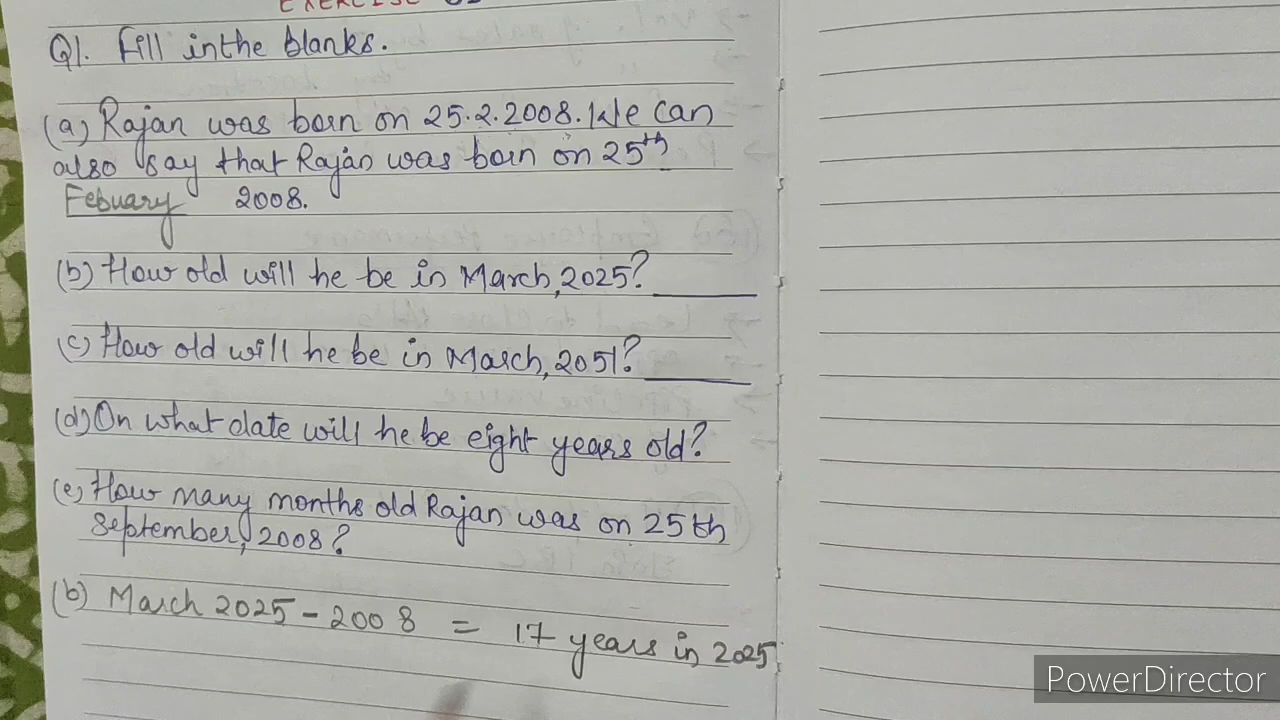 Q1. Fill in the blanks.
(a) Rajan was born on 25.2.2008. We can
also say that Rajan was born on 25th
Febuary 2008.
(b) How old will he be in March, 2025? ______
(c) How old will he be in March, 2051? ______
(d) On what date will he be eight years old?
(e) How many months old Rajan was on 25th
September, 2008?
(b) March 2025 - 2008 = 17 years in 2025
PowerDirector